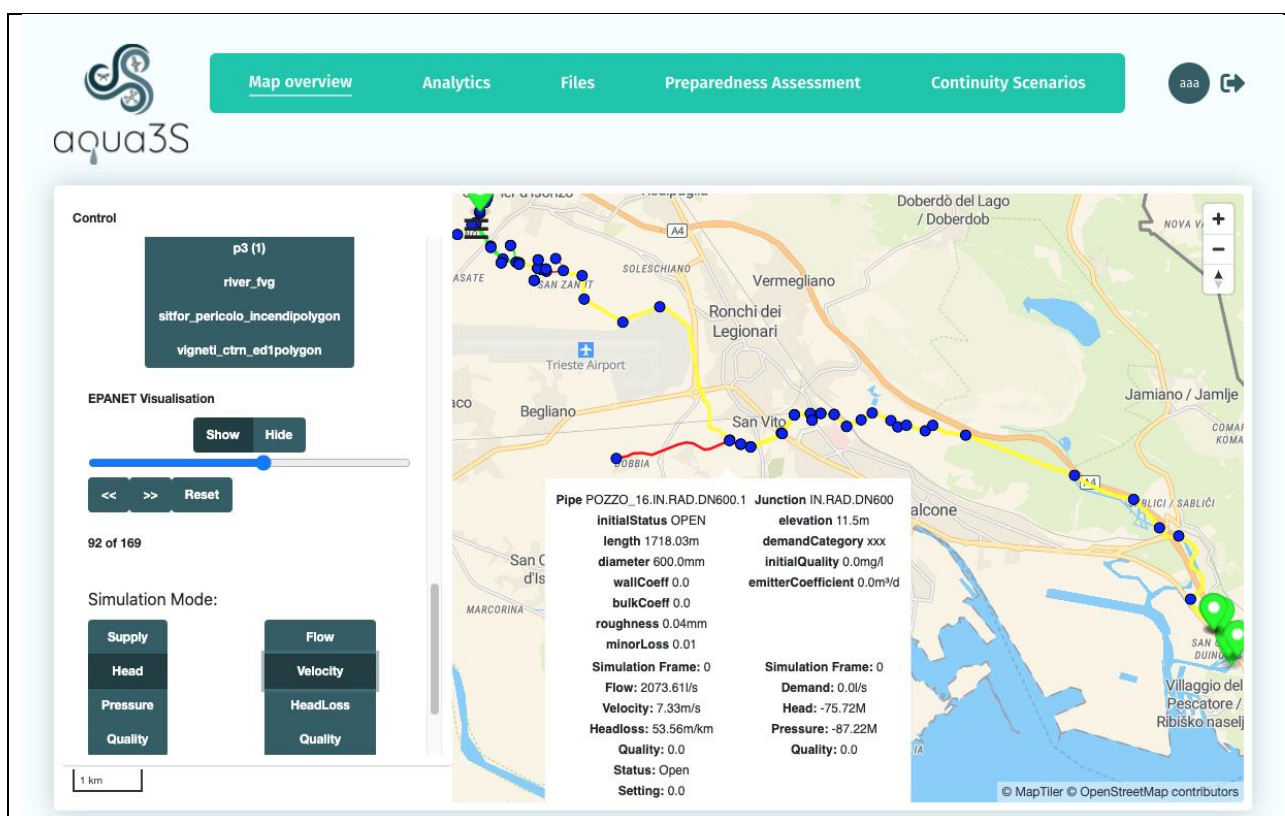 aqua3S
Map overview Analytics Files Preparedness Assessment Continuity Scenarios aaa
Control
p3 (1)
river_fvg
sitfor_pericolo_incendipolygon
vigneti_ctrn_ed1polygon
EPANET Visualisation
Show Hide
<< >> Reset
92 of 169
Simulation Mode:
Supply Flow
Head Velocity
Pressure HeadLoss
Quality Quality
1 km
Doberdò del Lago
/ Doberdob
A4
NOVA
SOLESCHIANO
Vermegliano
SAN
Ronchi dei
Legionari
Trieste Airport
Jamiano / Jamlje
Begliano
San Vito
DOBBIA
A4
MARCORINA
SAN
Villaggio del
Pescatore /
Ribiško naselj
+
−
Pipe POZZO_16.IN.RAD.DN600.1 Junction IN.RAD.DN600
initialStatus OPEN elevation 11.5m
length 1718.03m demandCategory xxx
diameter 600.0mm initialQuality 0.0mg/l
wallCoeff 0.0 emitterCoefficient 0.0m³/d
bulkCoeff 0.0
roughness 0.04mm
minorLoss 0.01
Simulation Frame: 0 Simulation Frame: 0
Flow: 2073.61l/s Demand: 0.0l/s
Velocity: 7.33m/s Head: -75.72M
Headloss: 53.56m/km Pressure: -87.22M
Quality: 0.0 Quality: 0.0
Status: Open
Setting: 0.0
© MapTiler © OpenStreetMap contributors